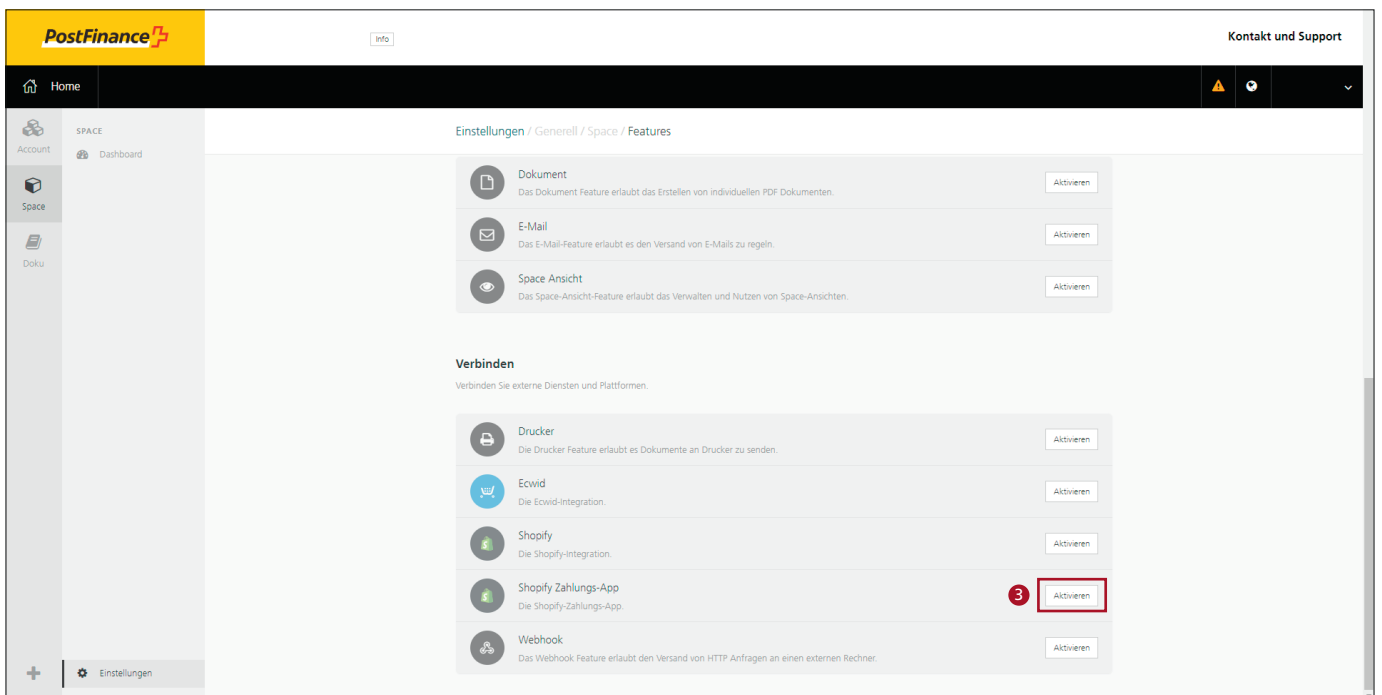 PostFinance
Info
Kontakt und Support
Home
Account
Space
Doku
SPACE
Dashboard
Einstellungen / Generell / Space / Features
Dokument
Das Dokument Feature erlaubt das Erstellen von individuellen PDF Dokumenten.
Aktivieren
E-Mail
Das E-Mail-Feature erlaubt es den Versand von E-Mails zu regeln.
Aktivieren
Space Ansicht
Das Space-Ansicht-Feature erlaubt das Verwalten und Nutzen von Space-Ansichten.
Aktivieren
Verbinden
Verbinden Sie externe Diensten und Plattformen.
Drucker
Die Drucker Feature erlaubt es Dokumente an Drucker zu senden.
Aktivieren
Ecwid
Die Ecwid-Integration.
Aktivieren
Shopify
Die Shopify-Integration.
Aktivieren
Shopify Zahlungs-App
Die Shopify-Zahlungs-App.
3
Aktivieren
Webhook
Das Webhook Feature erlaubt den Versand von HTTP Anfragen an einen externen Rechner.
Aktivieren
Einstellungen